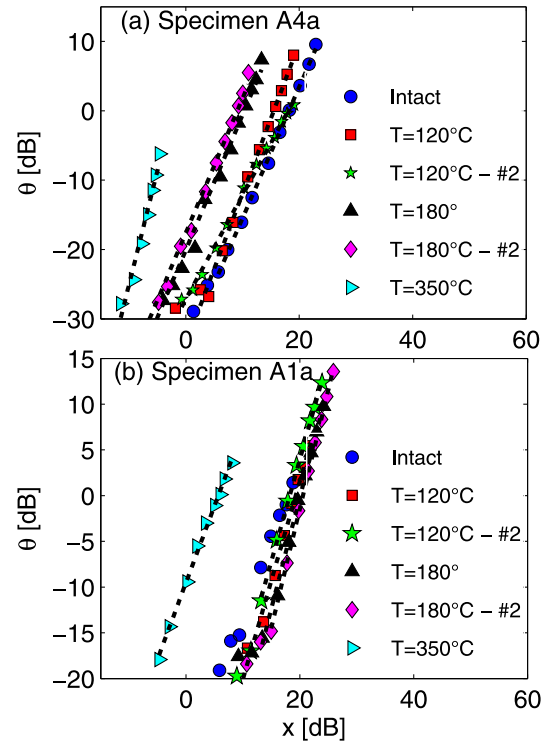 (a) Specimen A4a
10
0
−10
−20
−30
θ [dB]
Intact
T=120°C
T=120°C − #2
T=180°
T=180°C − #2
T=350°C
0 20 40 60
(b) Specimen A1a
15
10
5
0
−5
−10
−15
−20
θ [dB]
Intact
T=120°C
T=120°C − #2
T=180°
T=180°C − #2
T=350°C
0 20 40 60
x [dB]